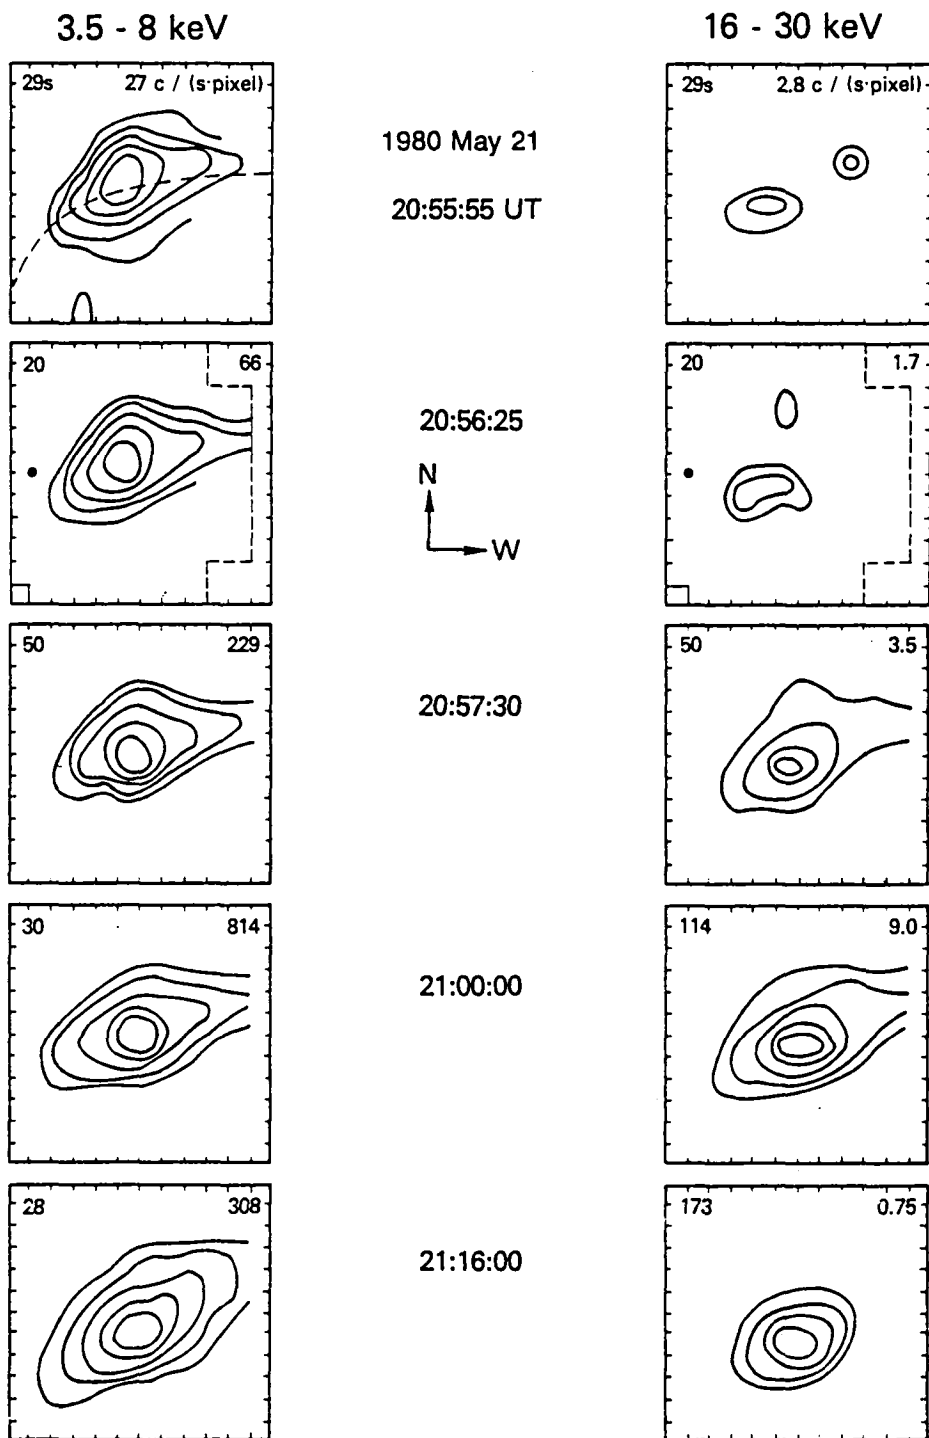 3.5 - 8 keV
16 - 30 keV
29s 27 c / (s·pixel)
1980 May 21
20:55:55 UT
29s 2.8 c / (s·pixel)
20 66
20:56:25
N
W
20 1.7
50 229
20:57:30
50 3.5
30 814
21:00:00
114 9.0
28 308
21:16:00
173 0.75